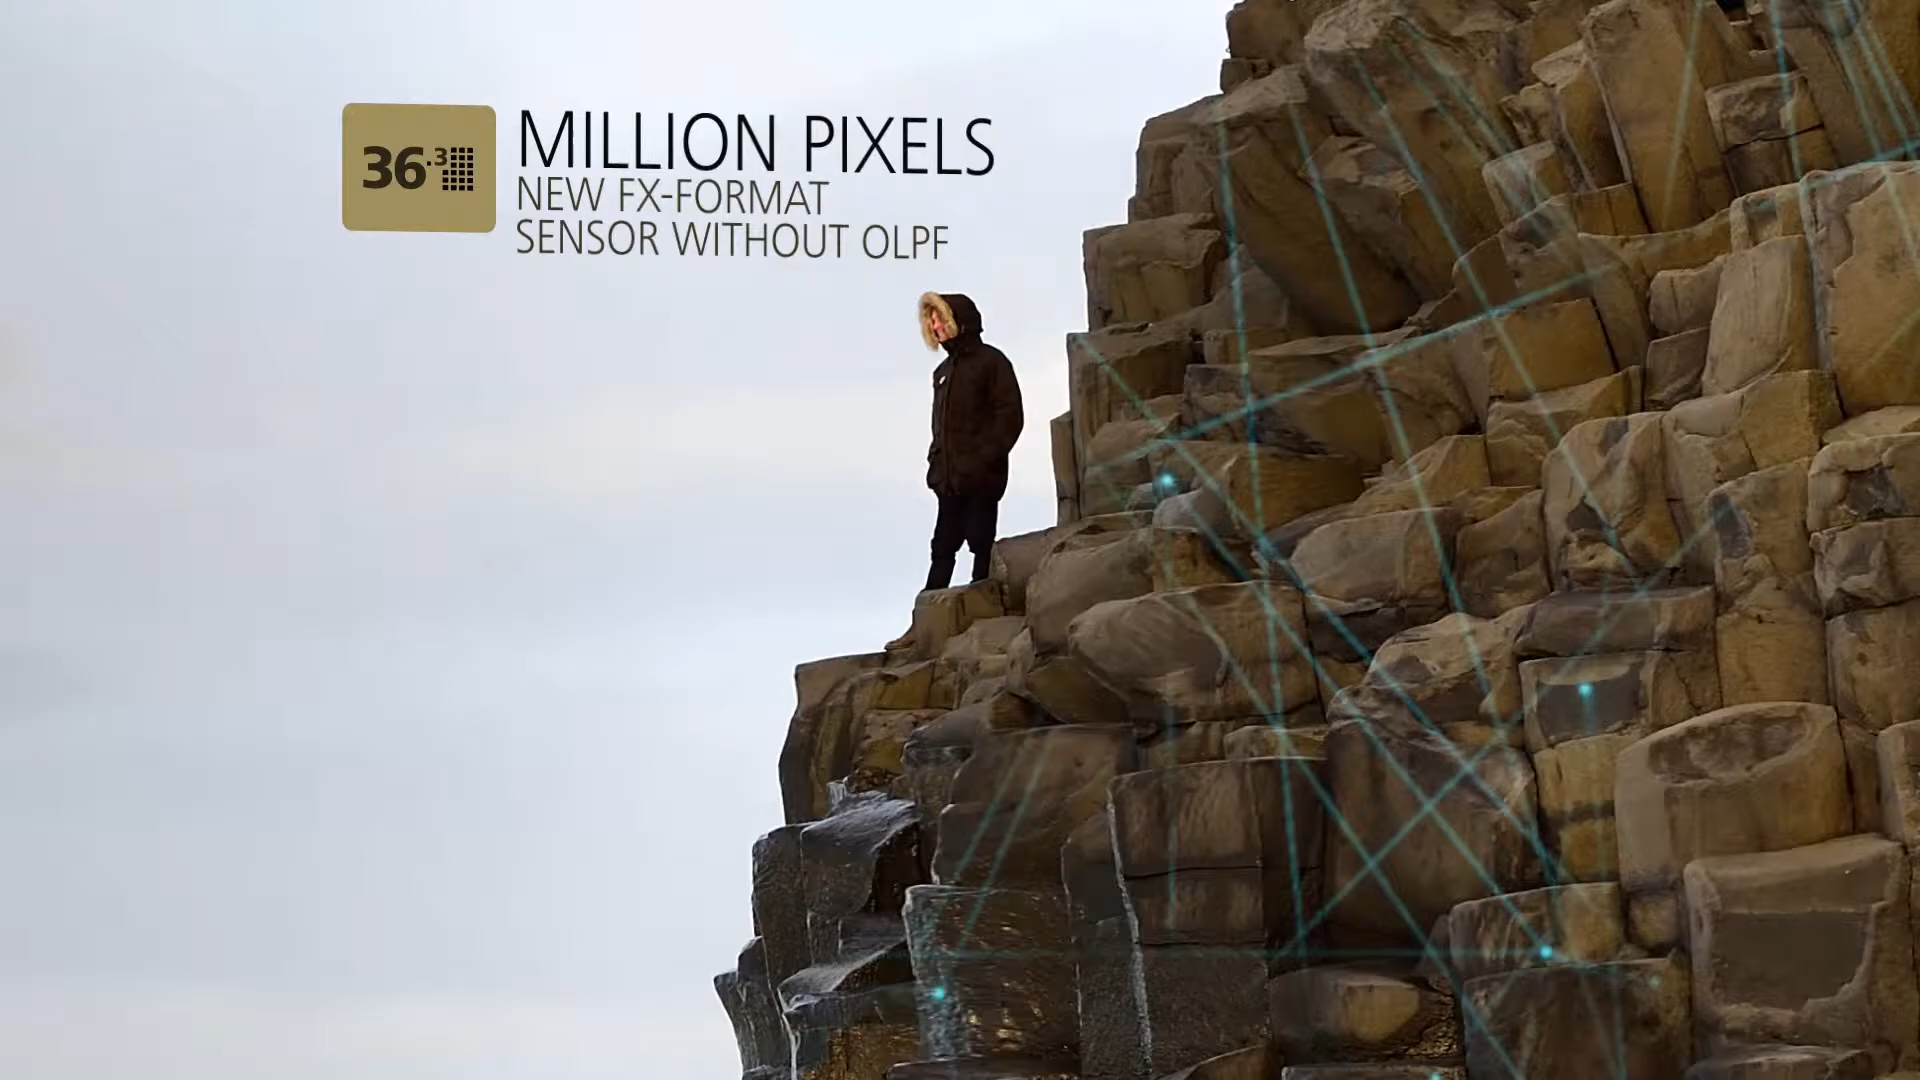 36.3
MILLION PIXELS
NEW FX-FORMAT
SENSOR WITHOUT OLPF